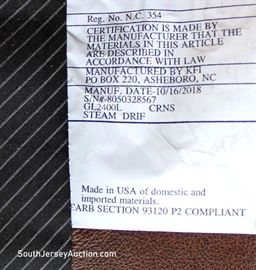 Reg. No. N.C. 354
CERTIFICATION IS MADE BY
THE MANUFACTURER THAT THE
MATERIALS IN THIS ARTICLE
ARE DESCRIBED IN
ACCORDANCE WITH LAW
MANUFACTURED BY KFI
PO BOX 220, ASHEBORO, NC
MANUF. DATE-10/16/2018
S/N#-8050328567
GL2400L CRNS
STEAM DRIF
Made in USA of domestic and
imported materials.
CARB SECTION 93120 P2 COMPLIANT
SouthJerseyAuction.com